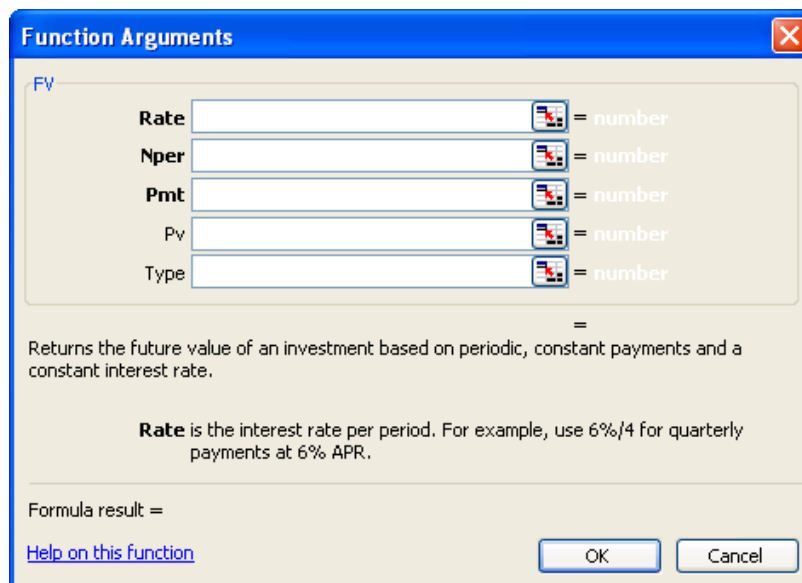 Function Arguments
FV
Rate = number
Nper = number
Pmt = number
Pv = number
Type = number
=
Returns the future value of an investment based on periodic, constant payments and a
constant interest rate.
Rate is the interest rate per period. For example, use 6%/4 for quarterly
payments at 6% APR.
Formula result =
Help on this function
OK
Cancel